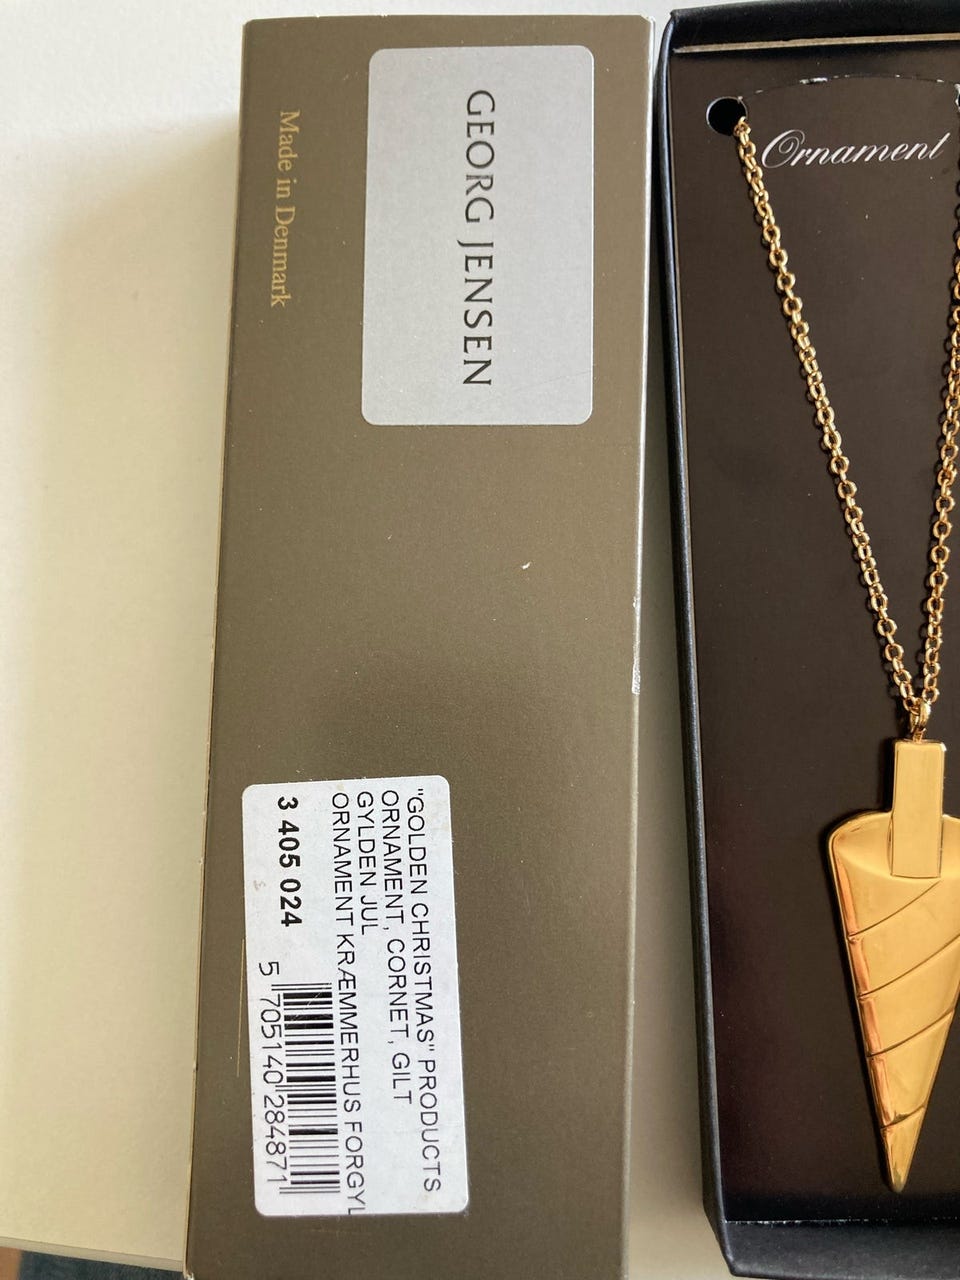 GEORG JENSEN
Made in Denmark
Ornament
"GOLDEN CHRISTMAS" PRODUCTS
ORNAMENT, CORNET, GILT
GYLDEN JUL
ORNAMENT KRÆMMERHUS FORGYL
3 405 024
5 705140 284871